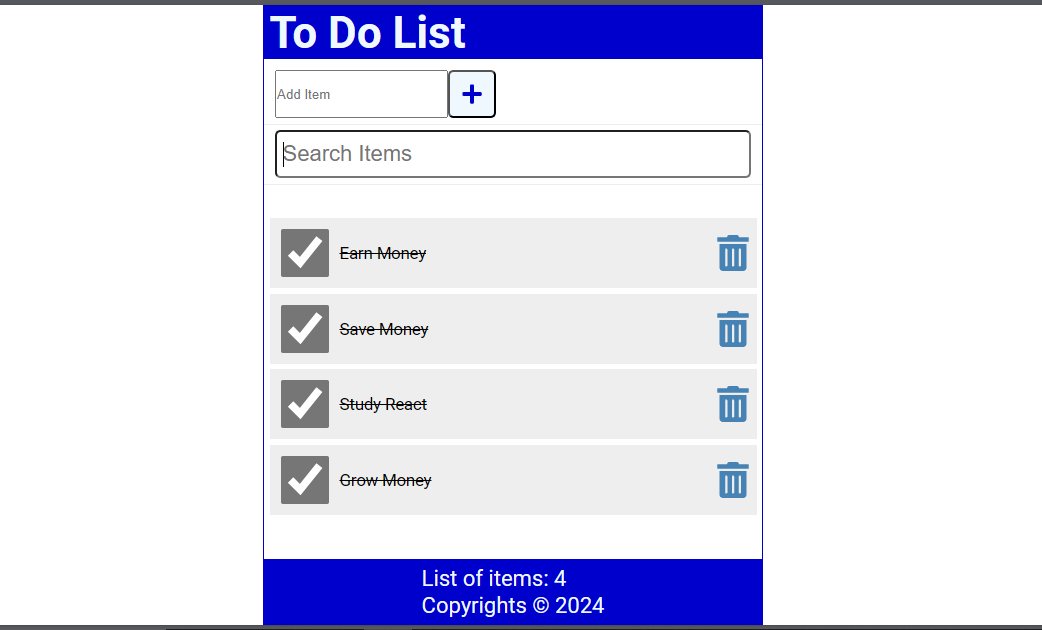 To Do List
Add Item
Search Items
Earn Money
Save Money
Study React
Grow Money
List of items: 4
Copyrights © 2024